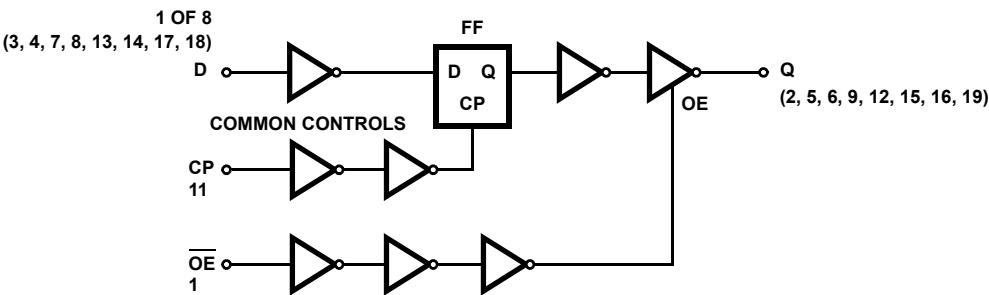 1 OF 8
(3, 4, 7, 8, 13, 14, 17, 18)
D
FF
D Q
CP
Q
(2, 5, 6, 9, 12, 15, 16, 19)
OE
COMMON CONTROLS
CP
11
O̅E̅
1